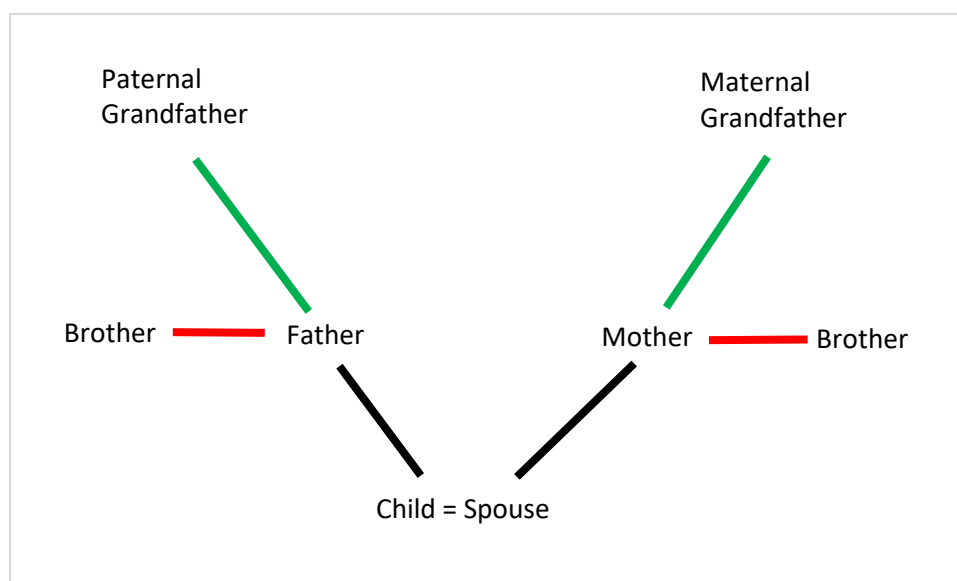 Paternal
Grandfather
Maternal
Grandfather
Brother
Father
Mother
Brother
Child = Spouse